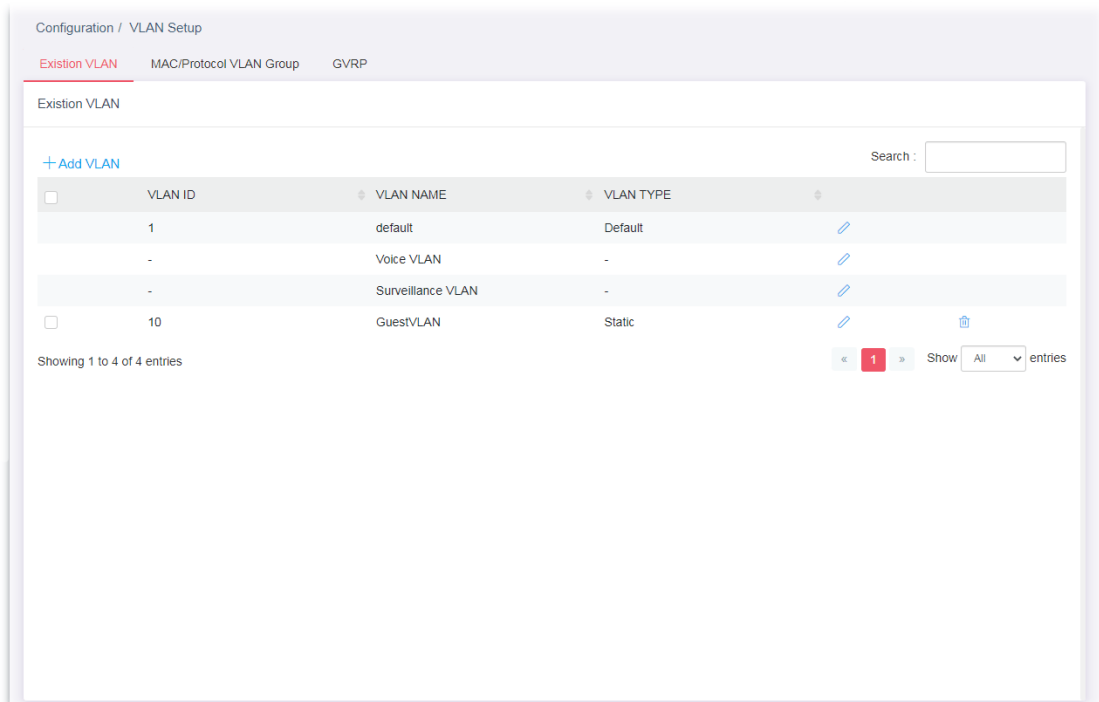 Configuration / VLAN Setup
Existion VLAN MAC/Protocol VLAN Group GVRP
Existion VLAN
Add VLAN Search :
VLAN ID VLAN NAME VLAN TYPE
1 default Default
- Voice VLAN -
- Surveillance VLAN -
10 GuestVLAN Static
Showing 1 to 4 of 4 entries « 1 » Show All entries